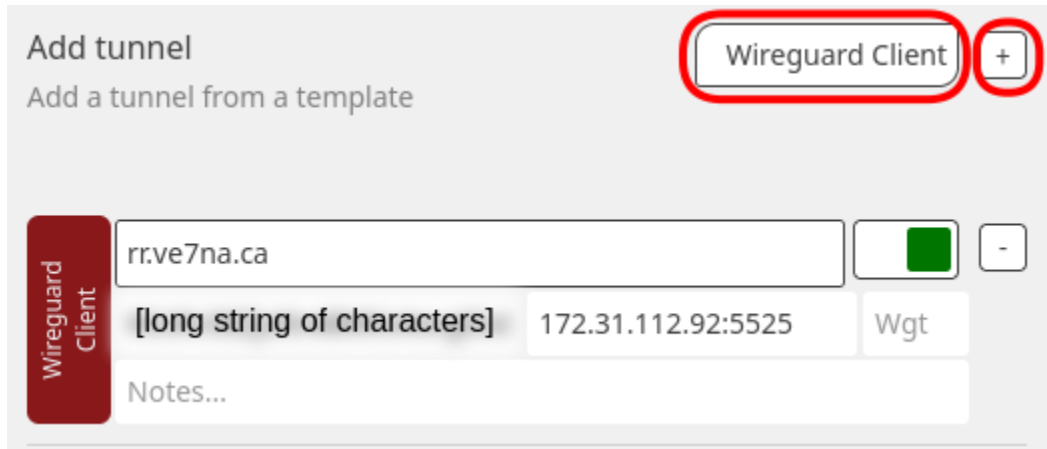 Add tunnel
Wireguard Client +
Add a tunnel from a template
Wireguard
Client
rr.ve7na.ca -
[long string of characters] 172.31.112.92:5525 Wgt
Notes...